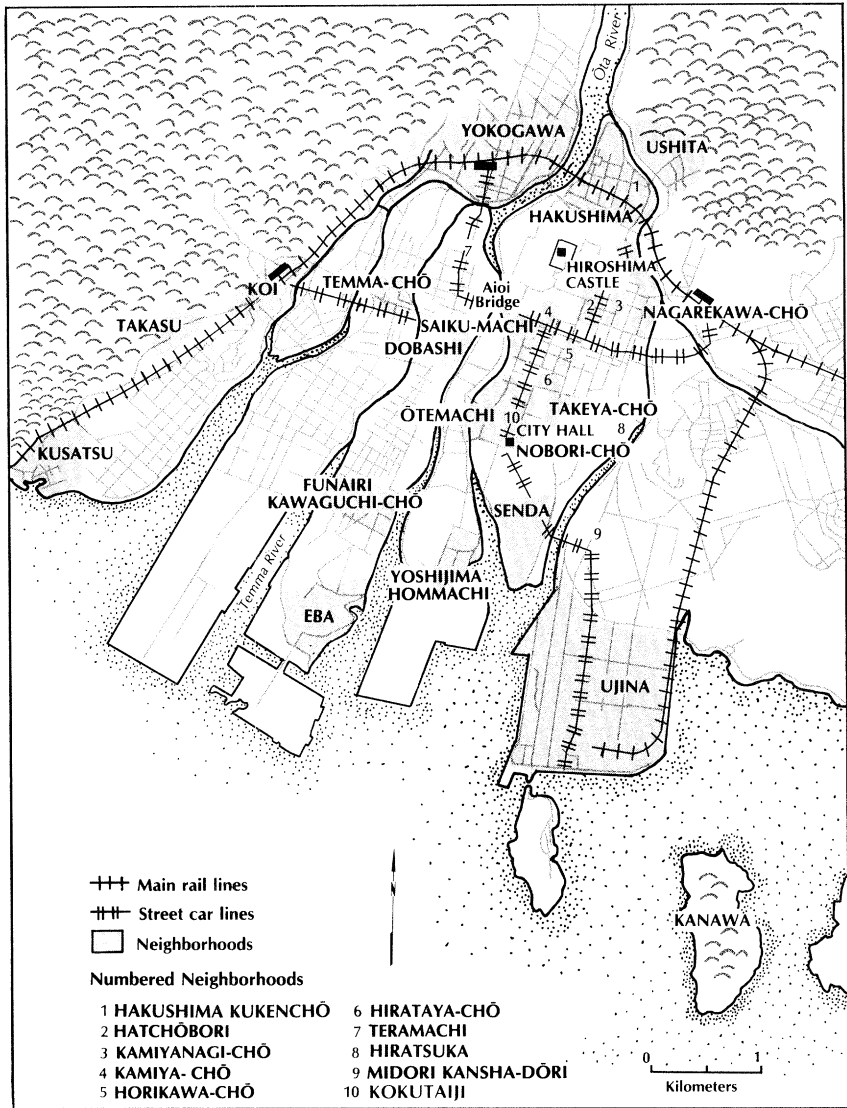 Ota River
YOKOGAWA
USHITA
1
HAKUSHIMA
HIROSHIMA
CASTLE
KOI
TEMMA-CHŌ
Aioi
Bridge
2
3
NAGAREKAWA-CHŌ
7
TAKASU
SAIKU-MACHI
4
DOBASHI
5
6
ŌTEMACHI
10
TAKEYA-CHŌ
8
CITY HALL
NOBORI-CHŌ
KUSATSU
FUNAIRI
KAWAGUCHI-CHŌ
SENDA
9
Temma River
YOSHIJIMA
HOMMACHI
EBA
UJINA
N
KANAWA
Main rail lines
Street car lines
Neighborhoods
Numbered Neighborhoods
1 HAKUSHIMA KUKENCHŌ
2 HATCHŌBORI
3 KAMIYANAGI-CHŌ
4 KAMIYA- CHŌ
5 HORIKAWA-CHŌ
6 HIRATAYA-CHŌ
7 TERAMACHI
8 HIRATSUKA
9 MIDORI KANSHA-DŌRI
10 KOKUTAIJI
0 1
Kilometers